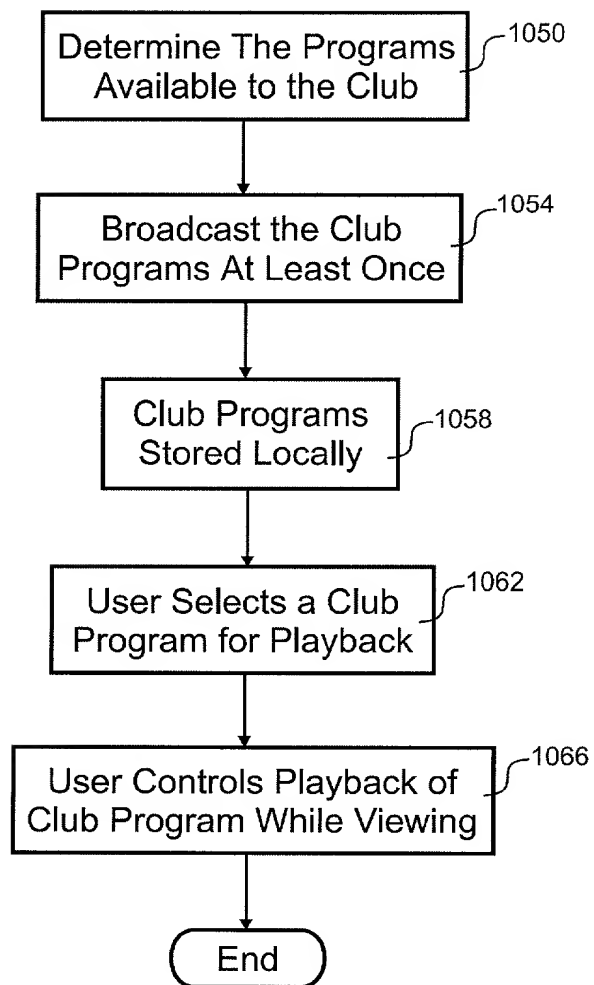 Determine The Programs
Available to the Club
1050
Broadcast the Club
Programs At Least Once
1054
Club Programs
Stored Locally
1058
User Selects a Club
Program for Playback
1062
User Controls Playback of
Club Program While Viewing
1066
End